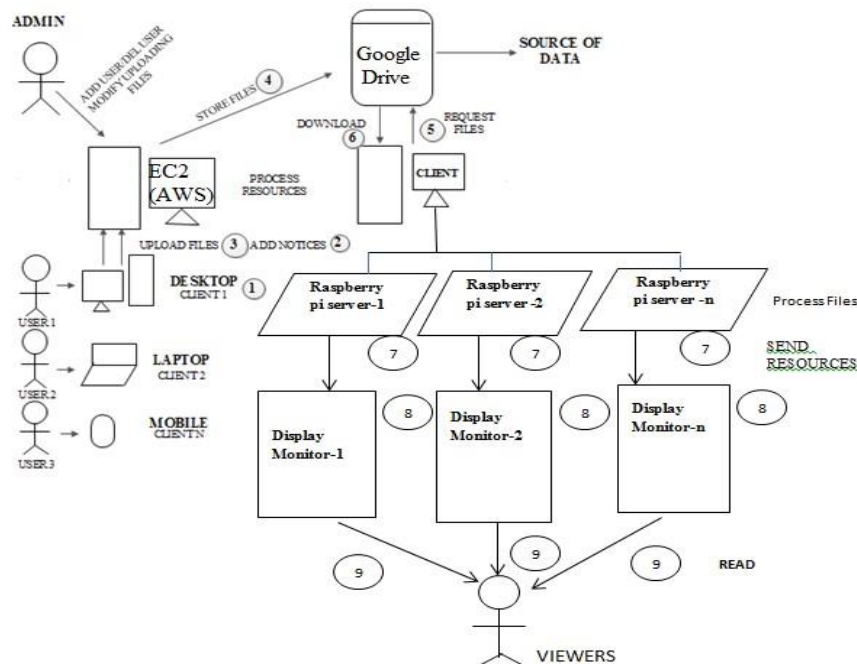 ADMIN
ADD USER/DEL USER
MODIFY UPLOADING
FILES
STORE FILES 4
Google
Drive
SOURCE OF
DATA
DOWNLOAD
6
5 REQUEST
FILES
EC2
(AWS)
PROCESS
RESOURCES
CLIENT
UPLOAD FILES 3 ADD NOTICES 2
DESKTOP
CLIENT 1
1
USER 1
LAPTOP
CLIENT 2
USER.2
MOBILE
CLIENT N
USER 3
Raspberry
pi server-1
Raspberry
pi server -2
Raspberry
pi server -n
Process Files
7
7
7
SEND
RESOURCES
8
8
8
Display
Monitor-1
Display
Monitor-2
Display
Monitor-n
9
9
9
READ
VIEWERS